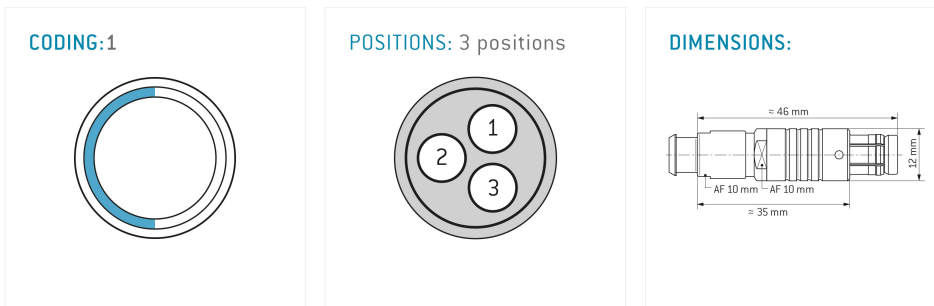 CODING:1
POSITIONS: 3 positions
1
2
3
DIMENSIONS:
≈ 46 mm
12 mm
AF 10 mm
AF 10 mm
≈ 35 mm